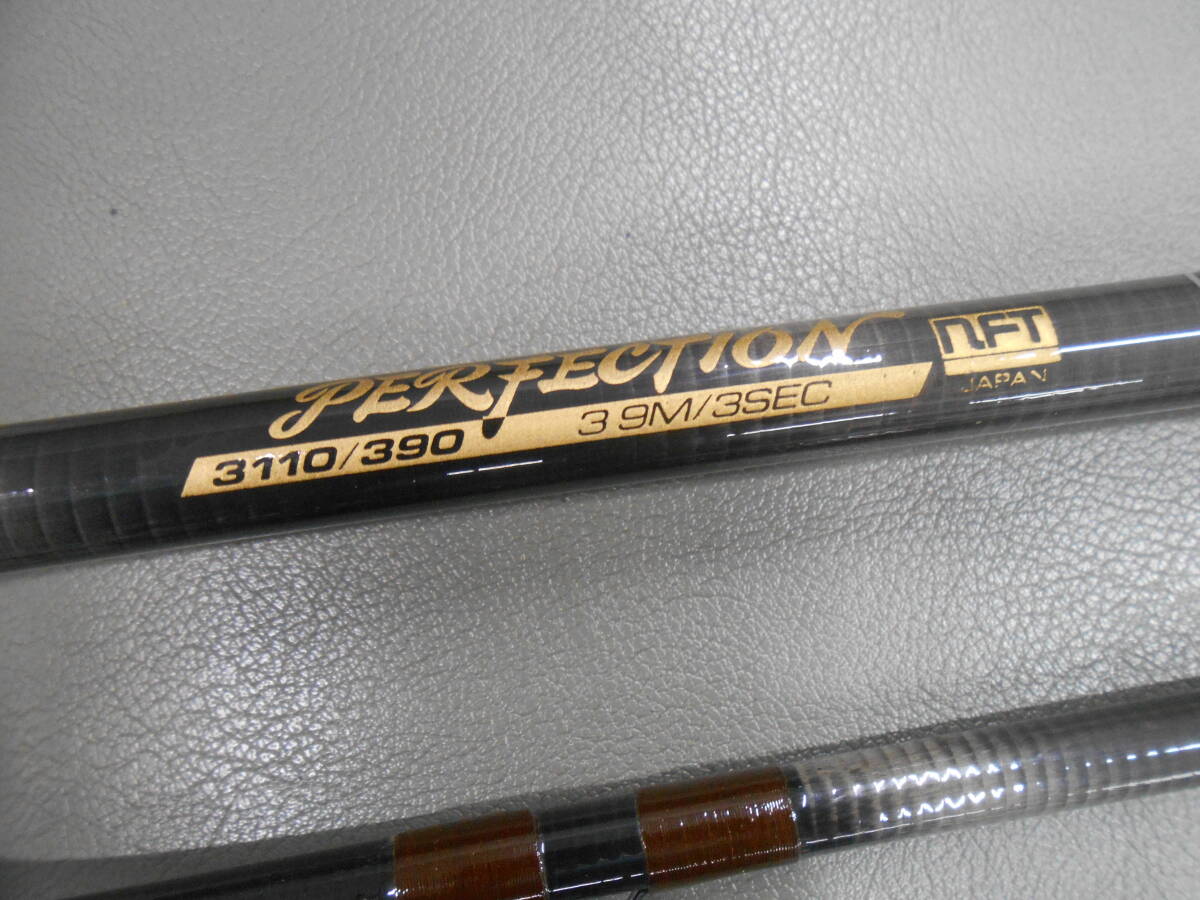 PERFECTION
3110/390 3 9M/3SEC
NFT
JAPAN